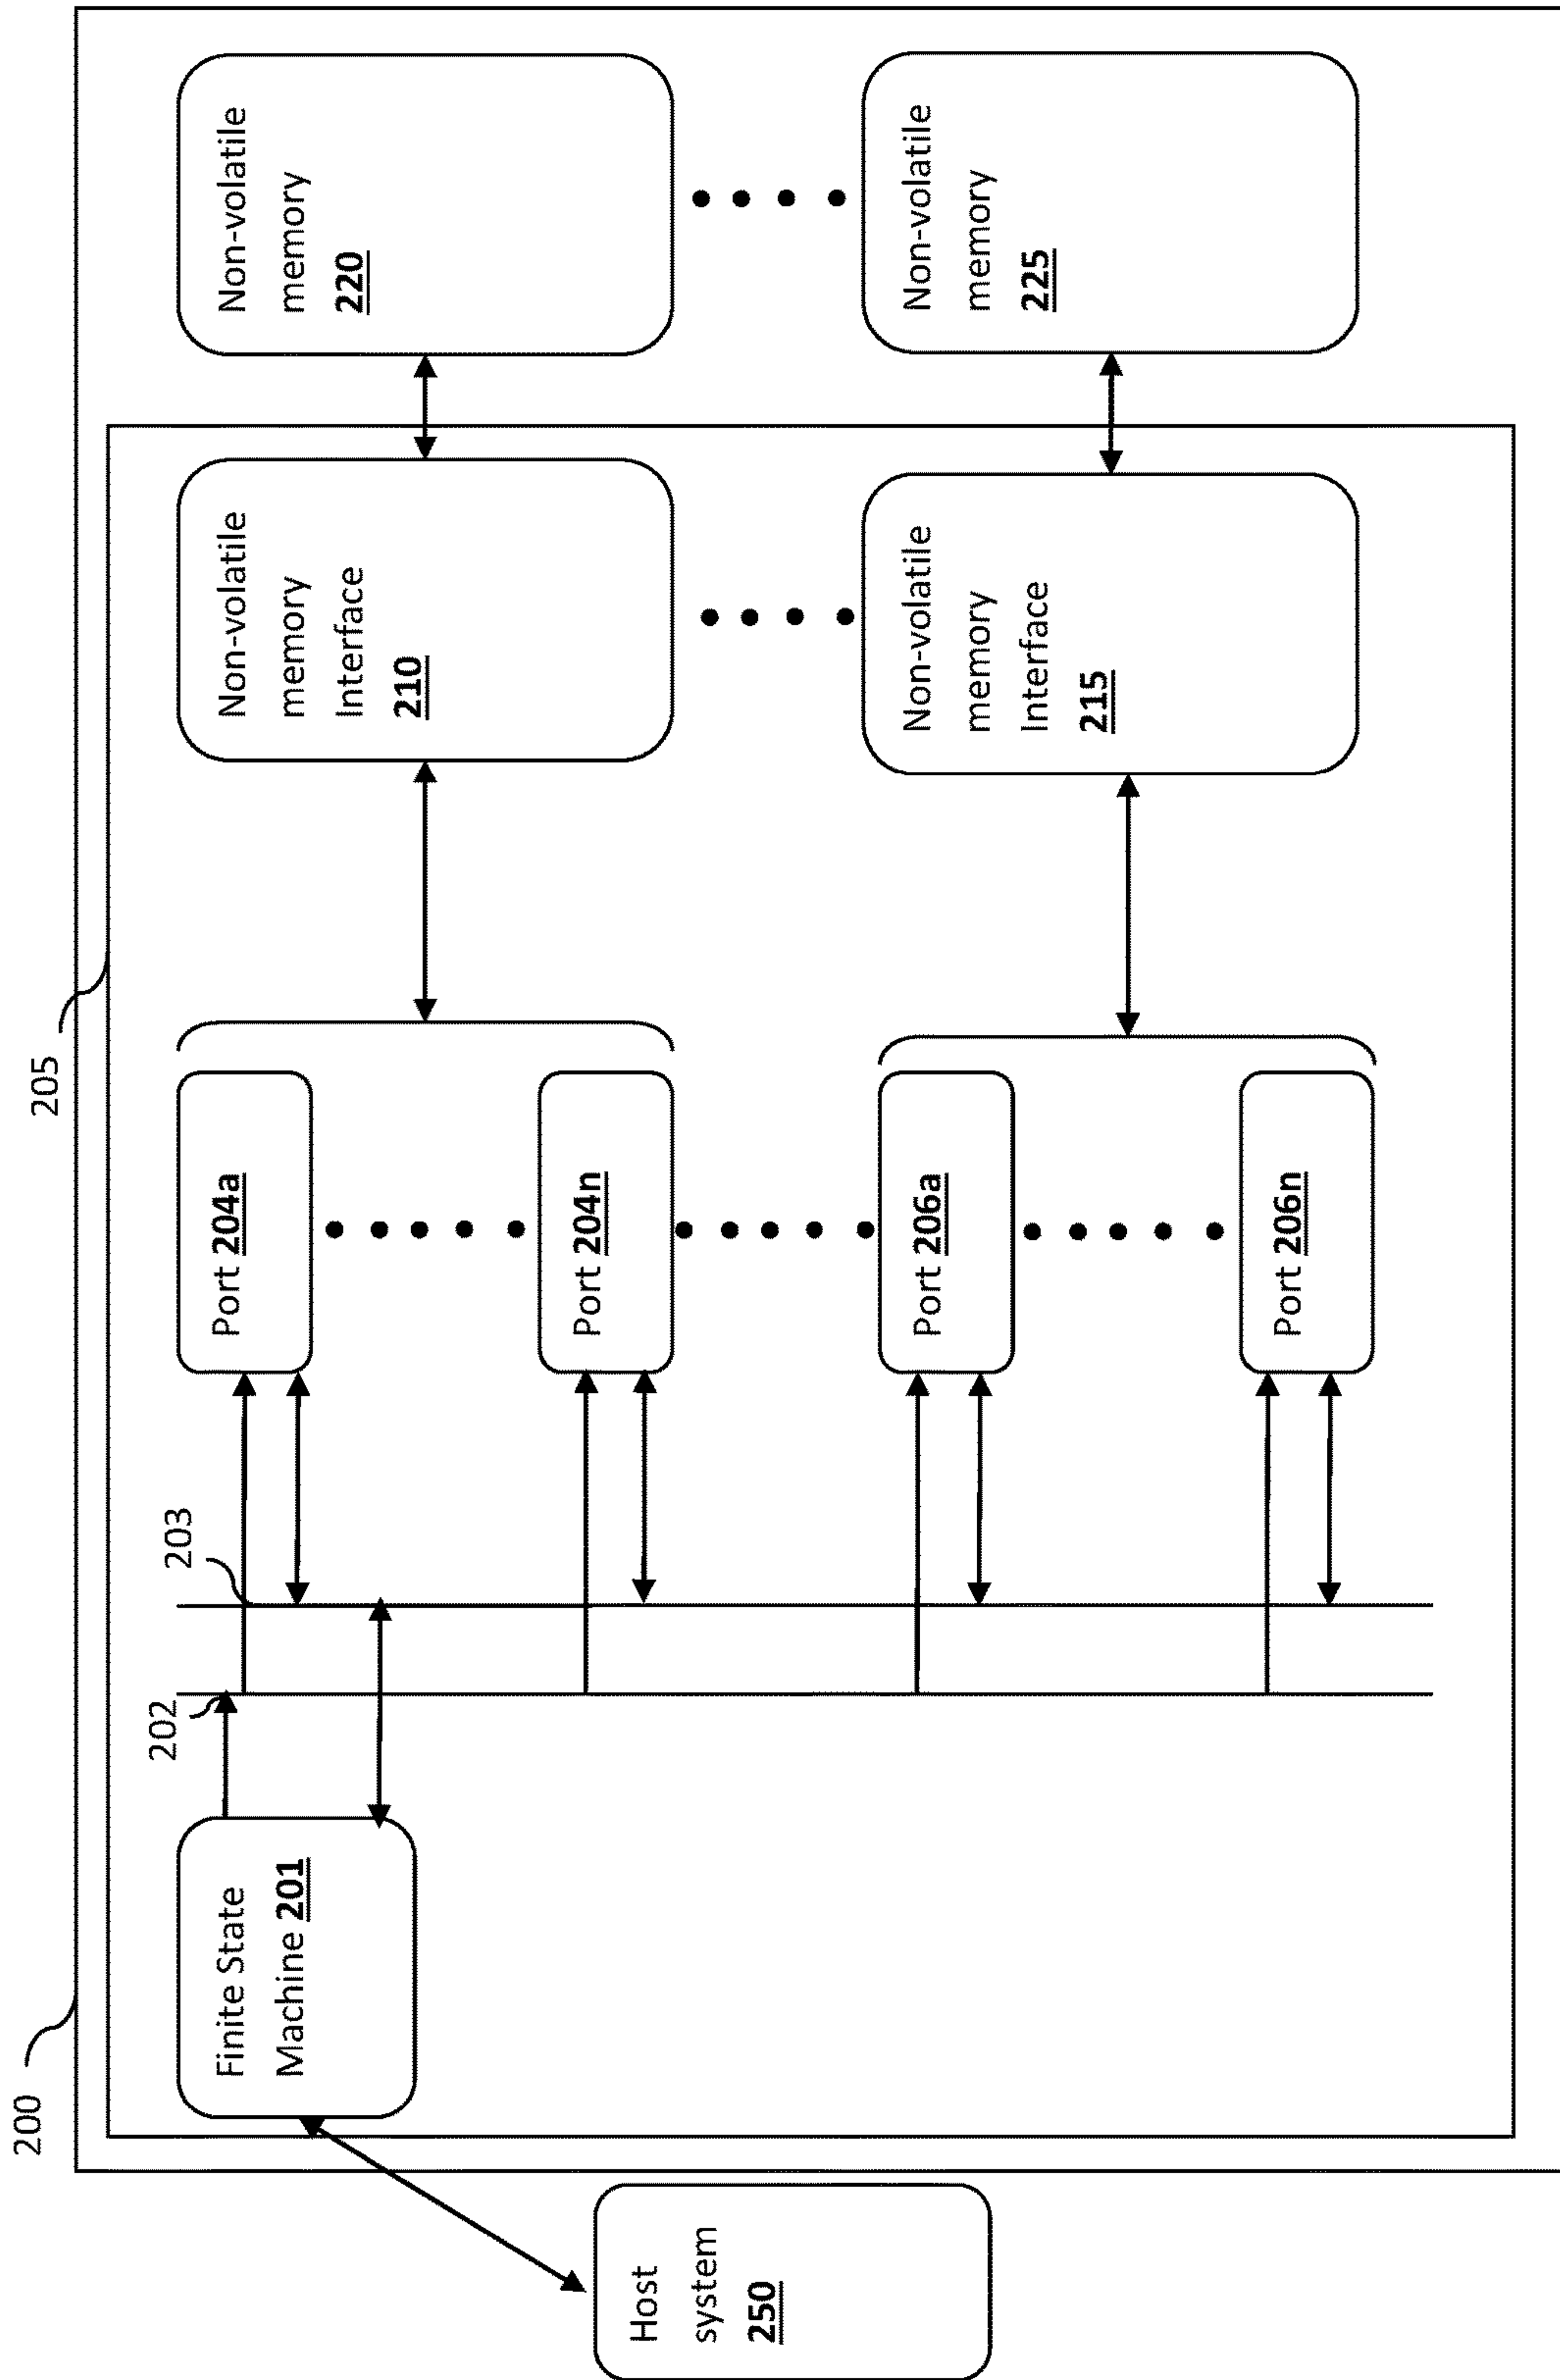 200
205
Host
system
250
Finite State
Machine 201
202
203
Port 204a
Port 204n
Port 206a
Port 206n
Non-volatile
memory
Interface
210
Non-volatile
memory
Interface
215
Non-volatile
memory
220
Non-volatile
memory
225